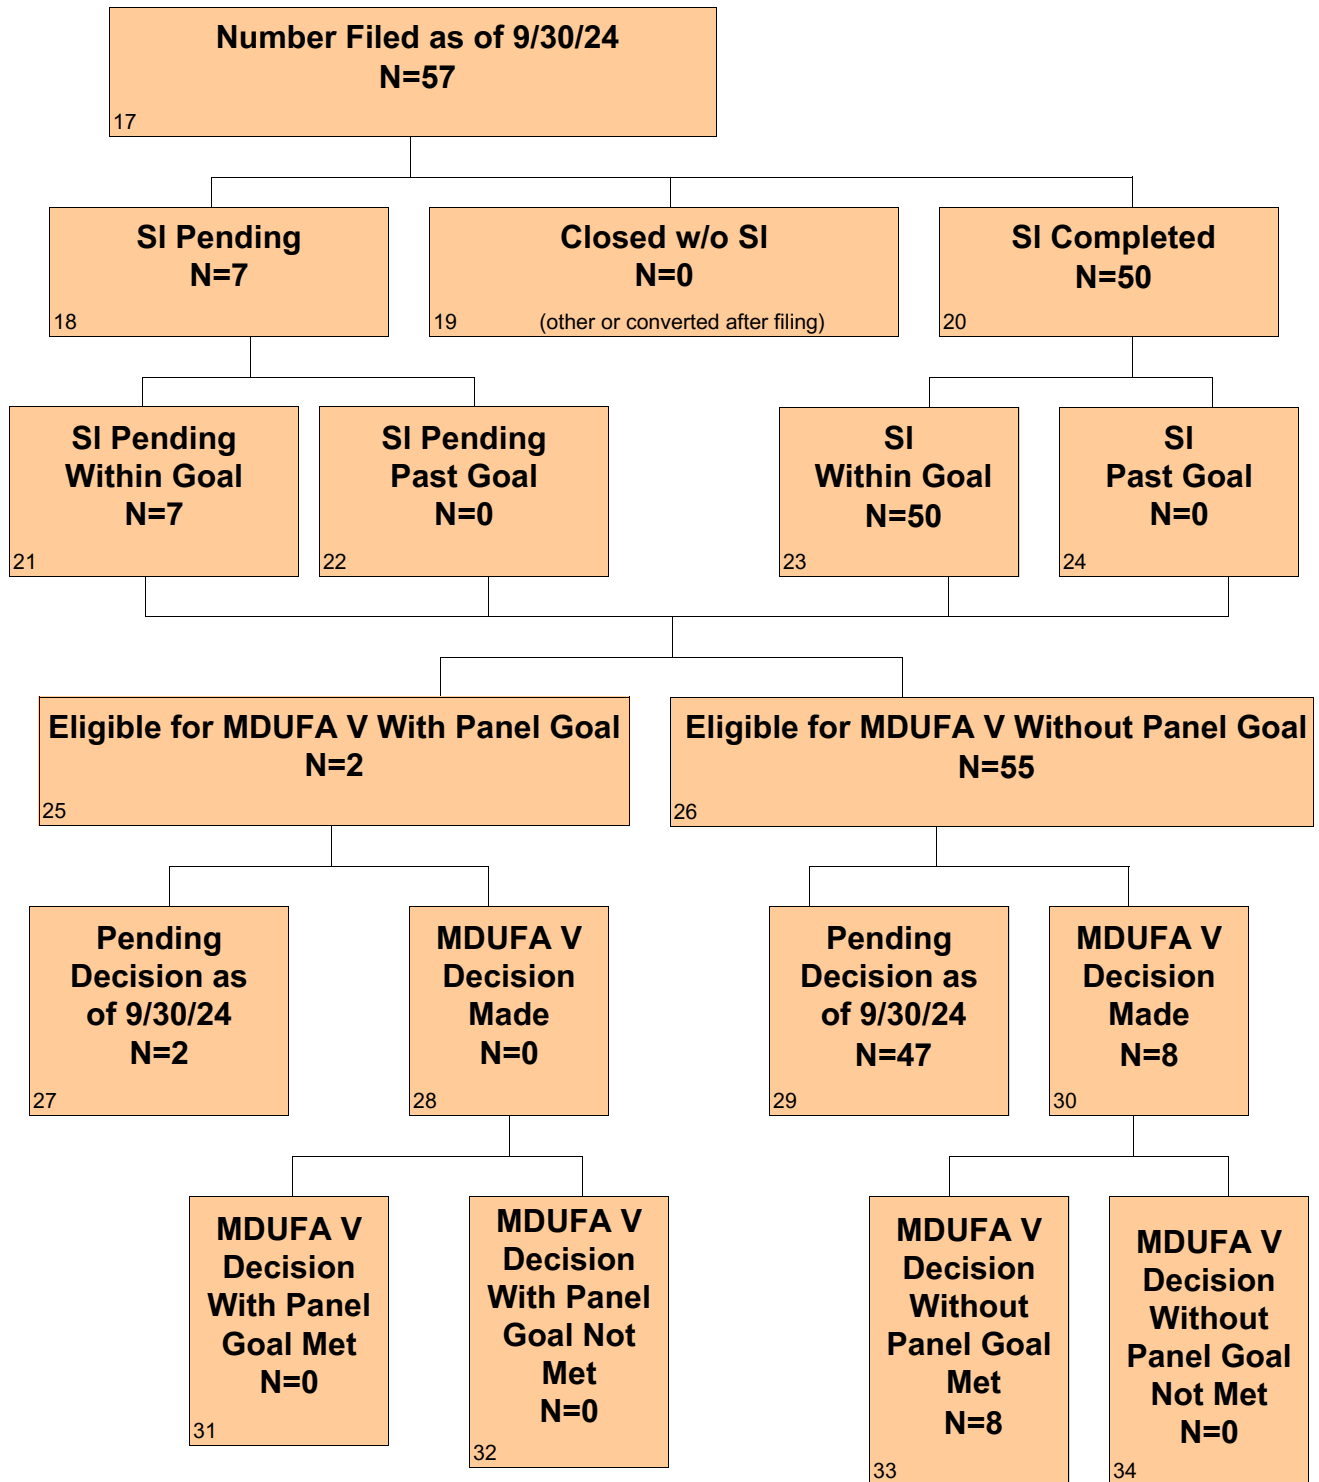 Number Filed as of 9/30/24
N=57
17
SI Pending
N=7
18
Closed w/o SI
N=0
19
(other or converted after filing)
SI Completed
N=50
20
SI Pending
Within Goal
N=7
21
SI Pending
Past Goal
N=0
22
SI
Within Goal
N=50
23
SI
Past Goal
N=0
24
Eligible for MDUFA V With Panel Goal
N=2
25
Eligible for MDUFA V Without Panel Goal
N=55
26
Pending
Decision as
of 9/30/24
N=2
27
MDUFA V
Decision
Made
N=0
28
Pending
Decision as
of 9/30/24
N=47
29
MDUFA V
Decision
Made
N=8
30
MDUFA V
Decision
With Panel
Goal Met
N=0
31
MDUFA V
Decision
With Panel
Goal Not
Met
N=0
32
MDUFA V
Decision
Without
Panel Goal
Met
N=8
33
MDUFA V
Decision
Without
Panel Goal
Not Met
N=0
34